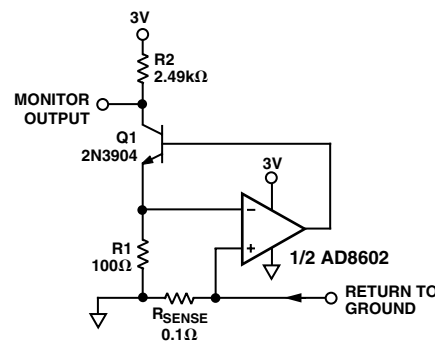 3V
R2
2.49kΩ
MONITOR
OUTPUT
Q1
2N3904
3V
R1
100Ω
1/2 AD8602
RSENSE
0.1Ω
RETURN TO
GROUND